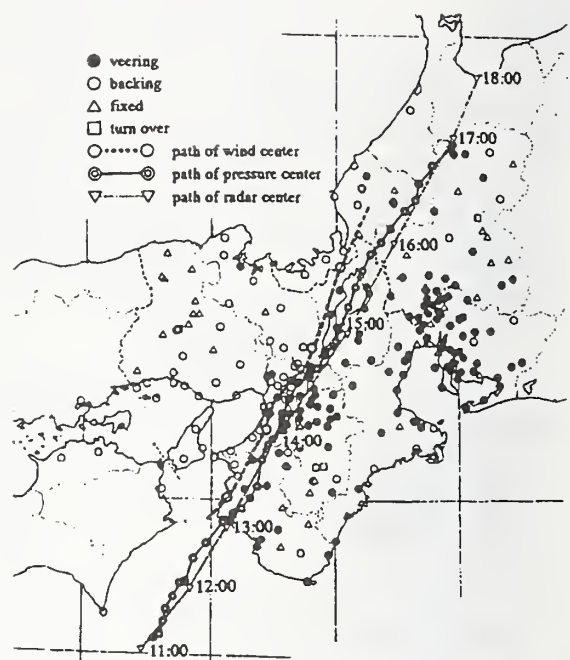 veering
backing
fixed
turn over
path of wind center
path of pressure center
path of radar center
18:00
17:00
16:00
15:00
14:00
13:00
12:00
11:00